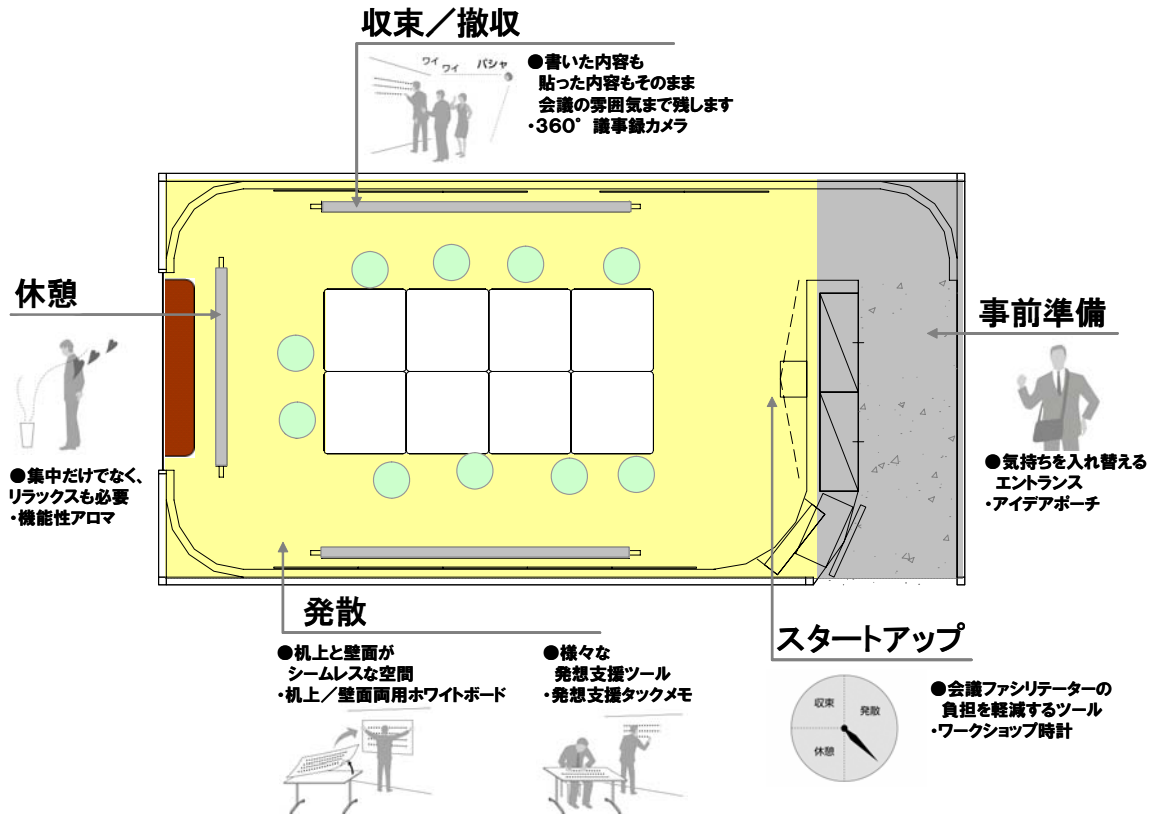 収束／撤収
ワイ
ワイ
パシャ
●書いた内容も
貼った内容もそのまま
会議の雰囲気まで残します
・360° 議事録カメラ
休憩
●集中だけでなく、
リラックスも必要
・機能性アロマ
事前準備
●気持ちを入れ替える
エントランス
・アイデアポーチ
発散
●机上と壁面が
シームレスな空間
・机上／壁面両用ホワイトボード
●様々な
発想支援ツール
・発想支援タックメモ
スタートアップ
収束
発散
休憩
●会議ファシリテーターの
負担を軽減するツール
・ワークショップ時計